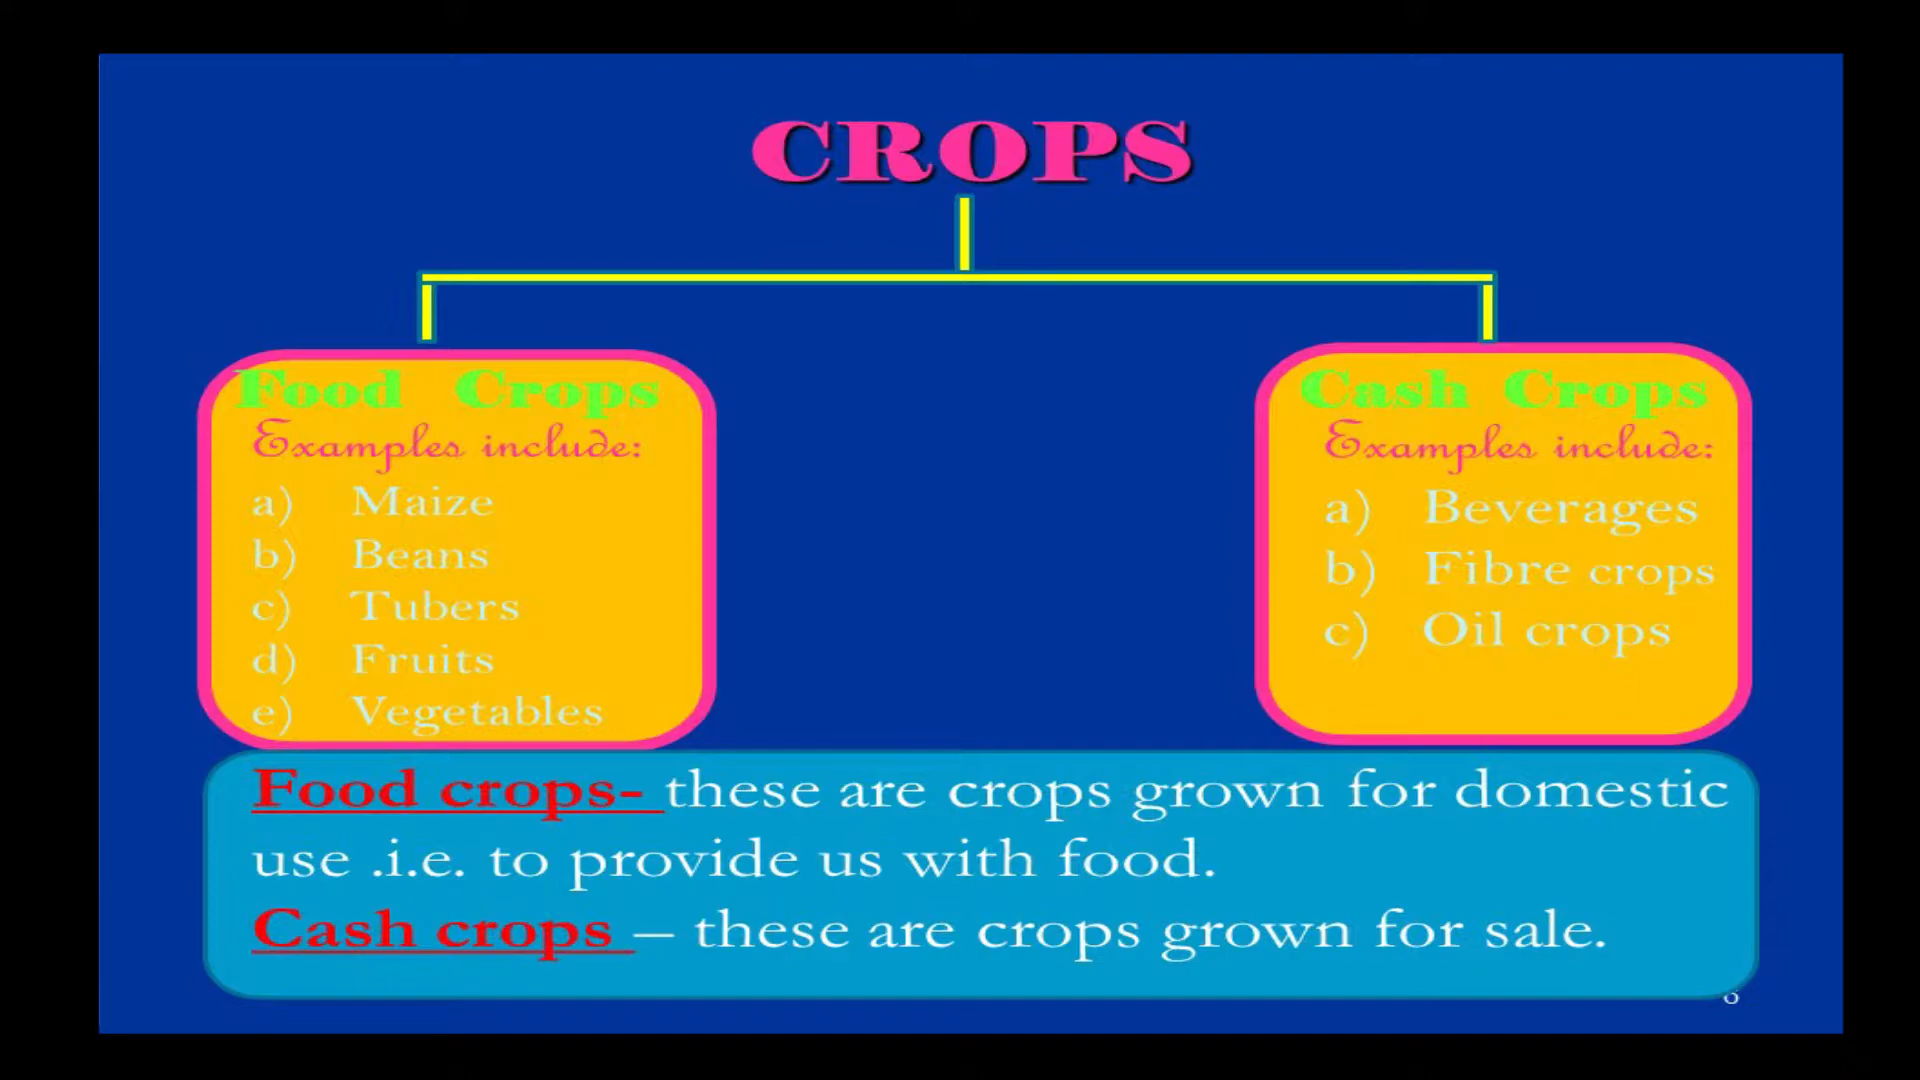 CROPS
Food Crops
Examples include:
a) Maize
b) Beans
c) Tubers
d) Fruits
e) Vegetables
Cash Crops
Examples include:
a) Beverages
b) Fibre crops
c) Oil crops
Food crops- these are crops grown for domestic
use .i.e. to provide us with food.
Cash crops – these are crops grown for sale.